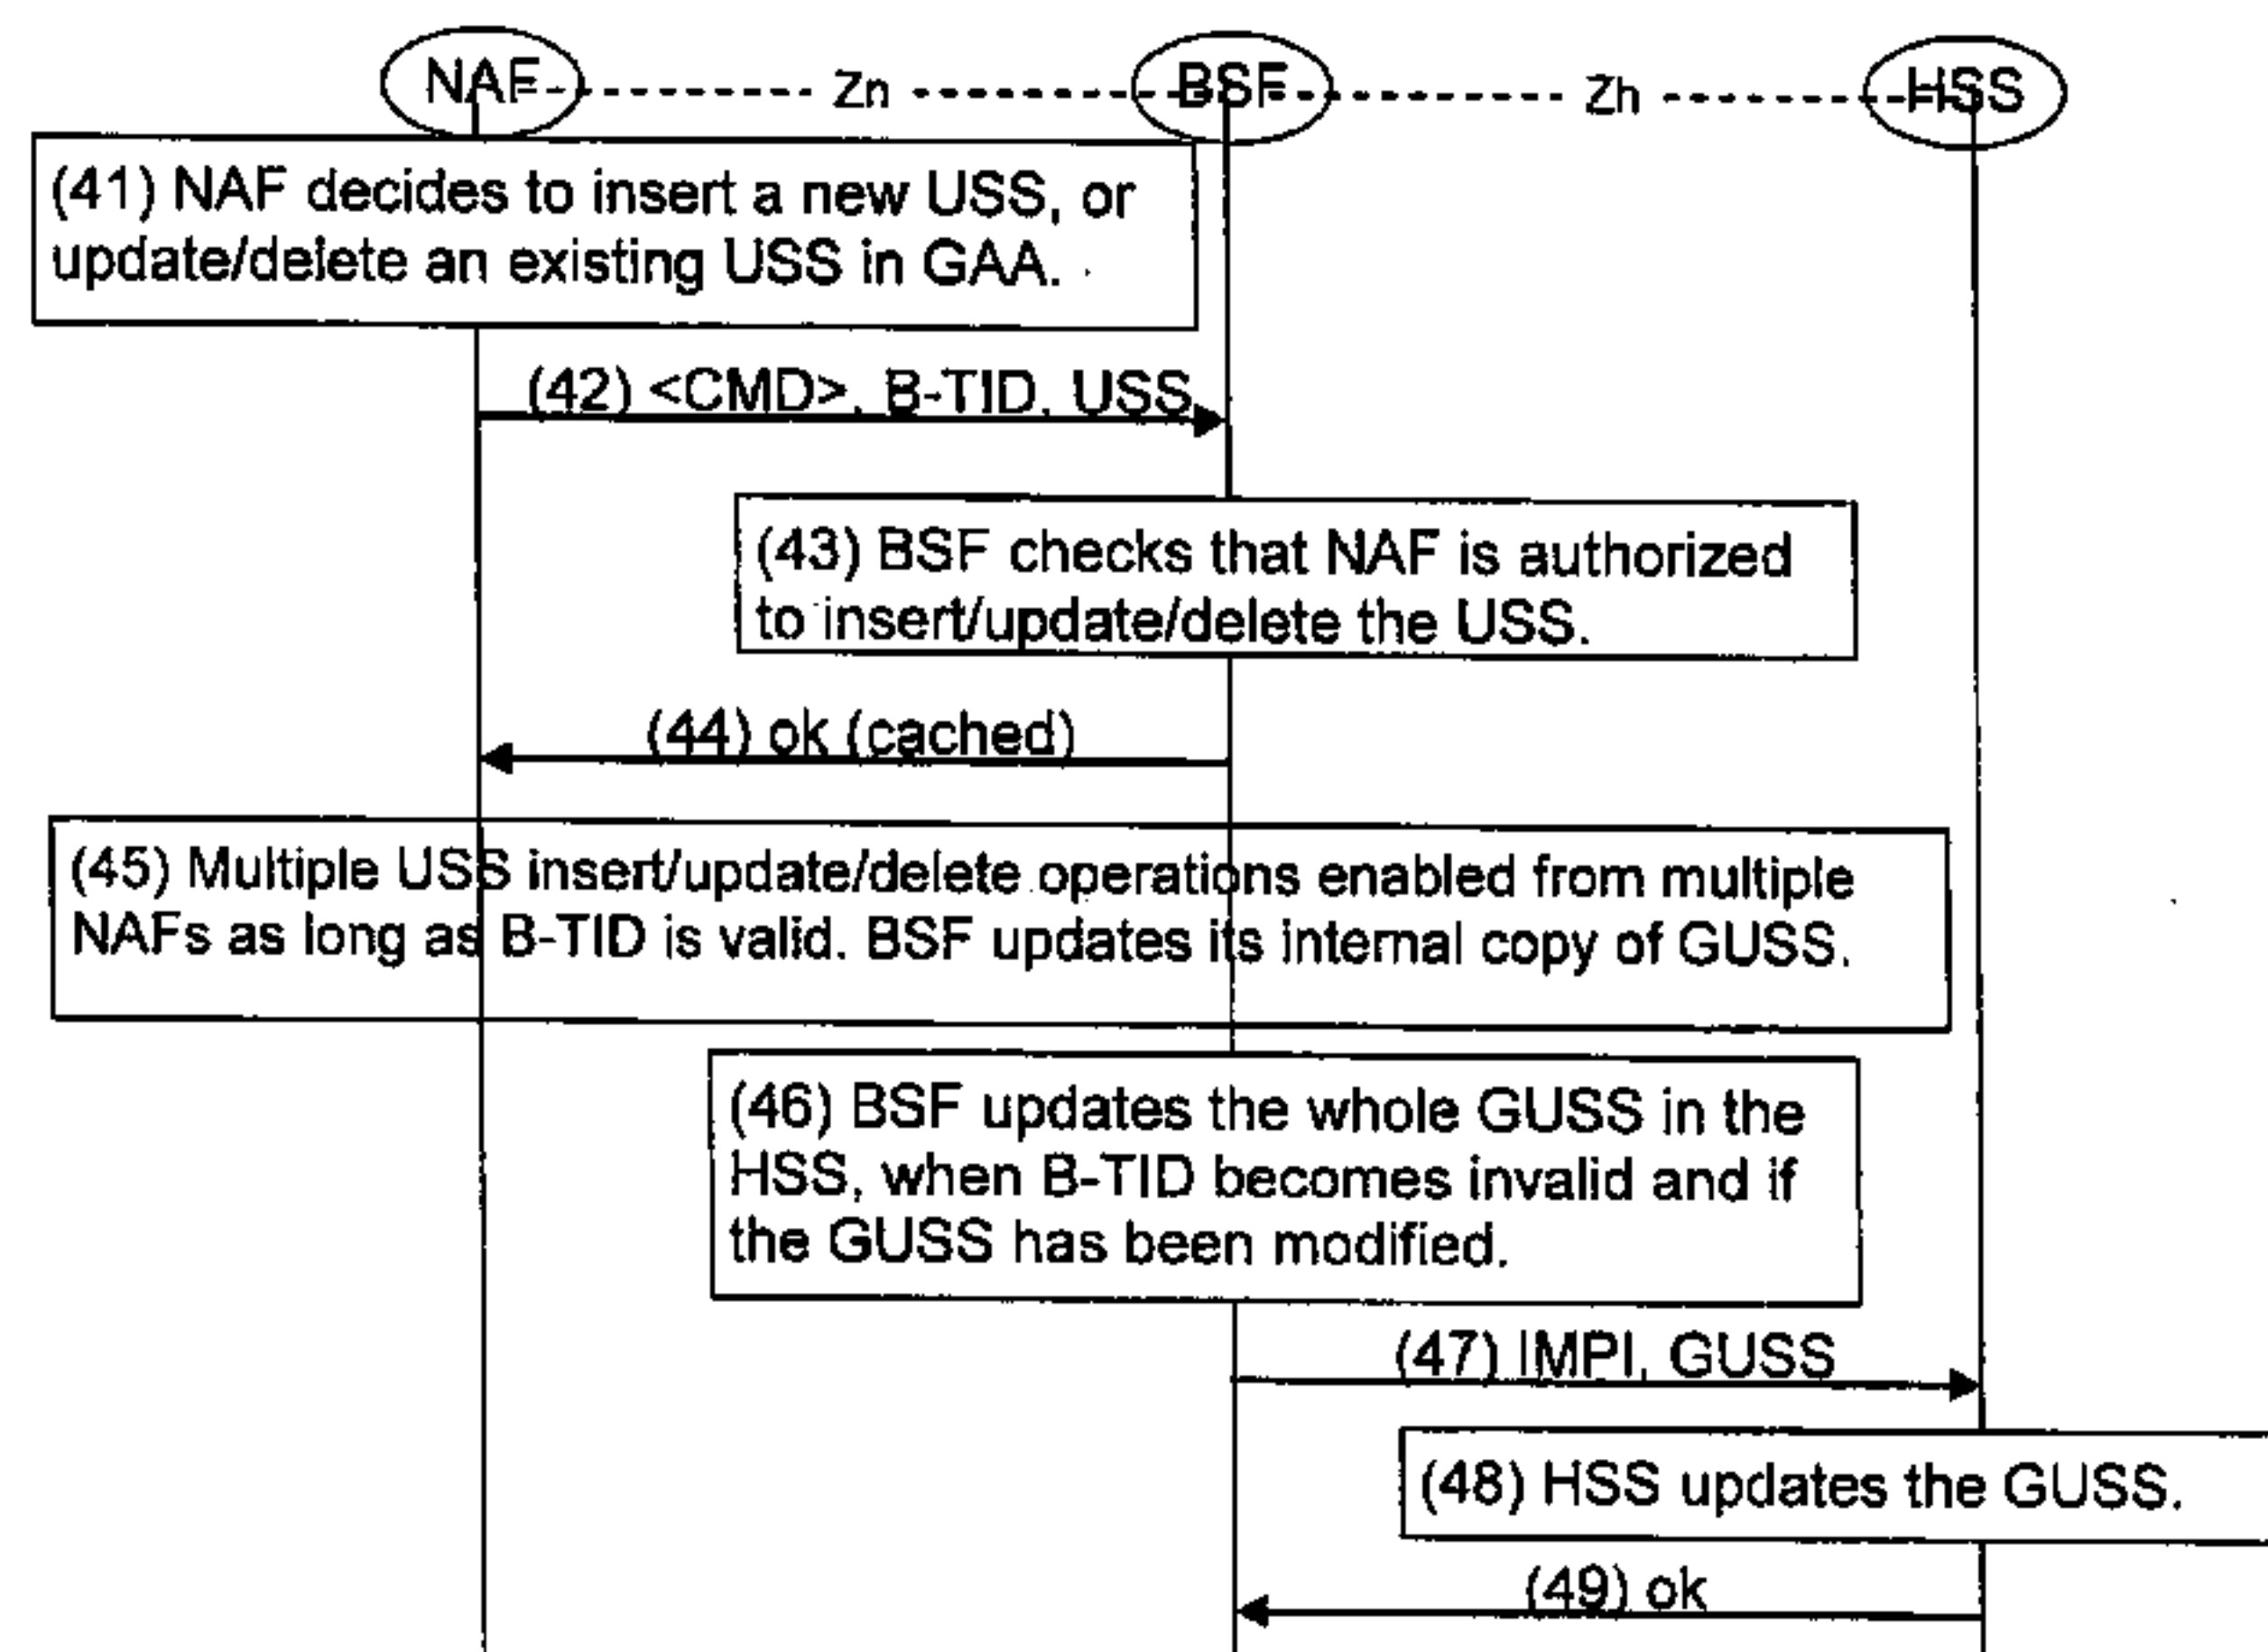 NAF Zn BSF Zh HSS
(41) NAF decides to insert a new USS, or
update/delete an existing USS in GAA.
(42) <CMD>, B-TID, USS
(43) BSF checks that NAF is authorized
to insert/update/delete the USS.
(44) ok (cached)
(45) Multiple USS insert/update/delete operations enabled from multiple
NAFs as long as B-TID is valid. BSF updates its internal copy of GUSS.
(46) BSF updates the whole GUSS in the
HSS, when B-TID becomes invalid and if
the GUSS has been modified.
(47) IMPI, GUSS
(48) HSS updates the GUSS.
(49) ok